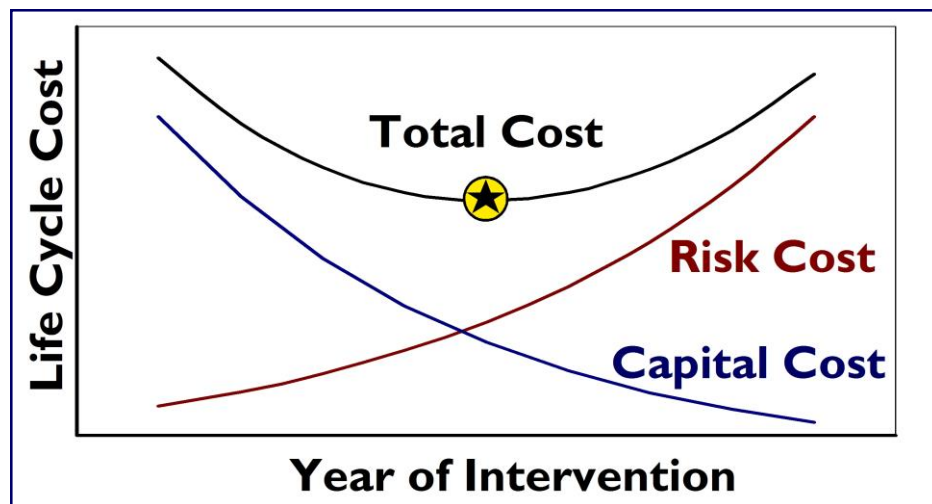 Life Cycle Cost
Total Cost
Risk Cost
Capital Cost
Year of Intervention